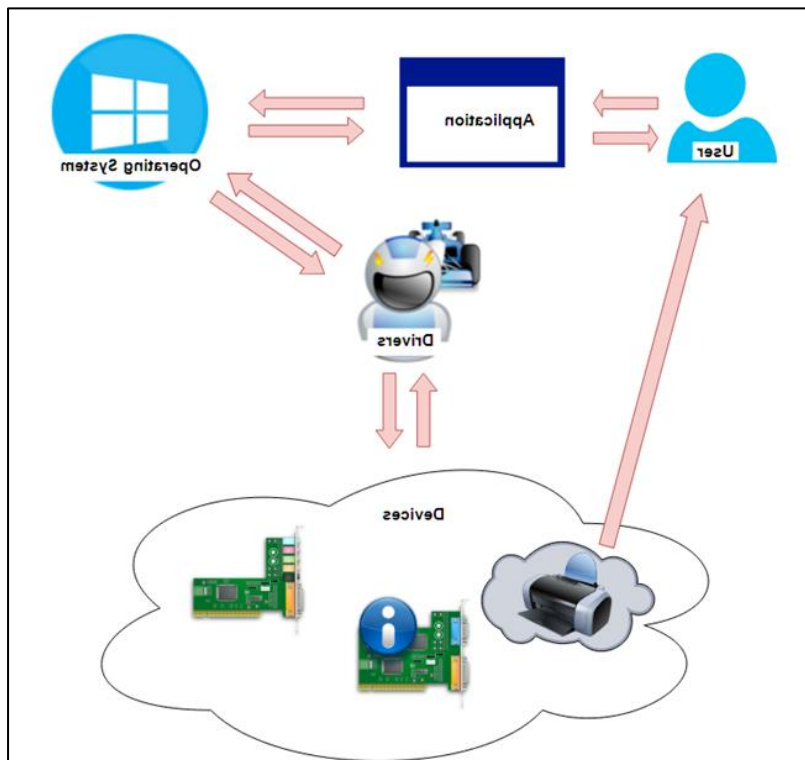 Operating System
Application
User
Drivers
Devices